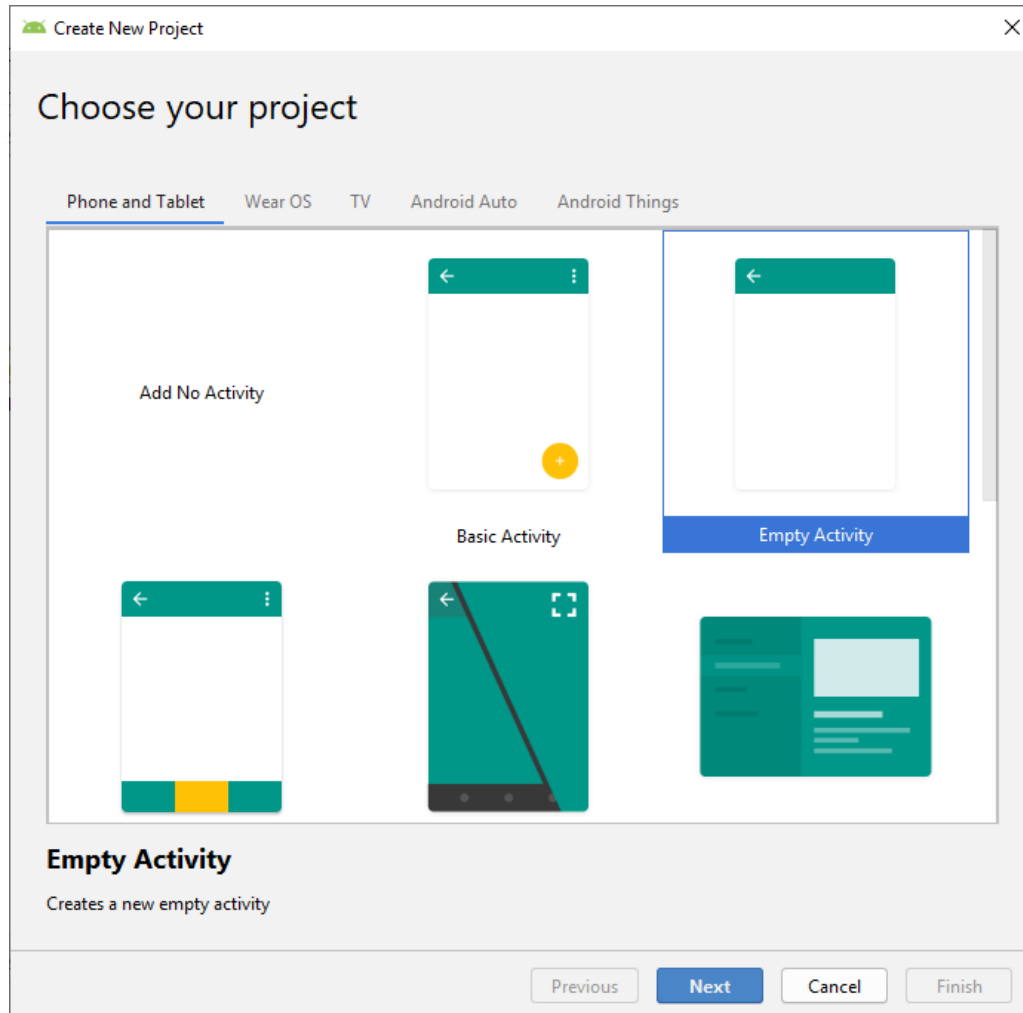 Create New Project
Choose your project
Phone and Tablet Wear OS TV Android Auto Android Things
Add No Activity
Basic Activity
Empty Activity
Empty Activity
Creates a new empty activity
Previous Next Cancel Finish